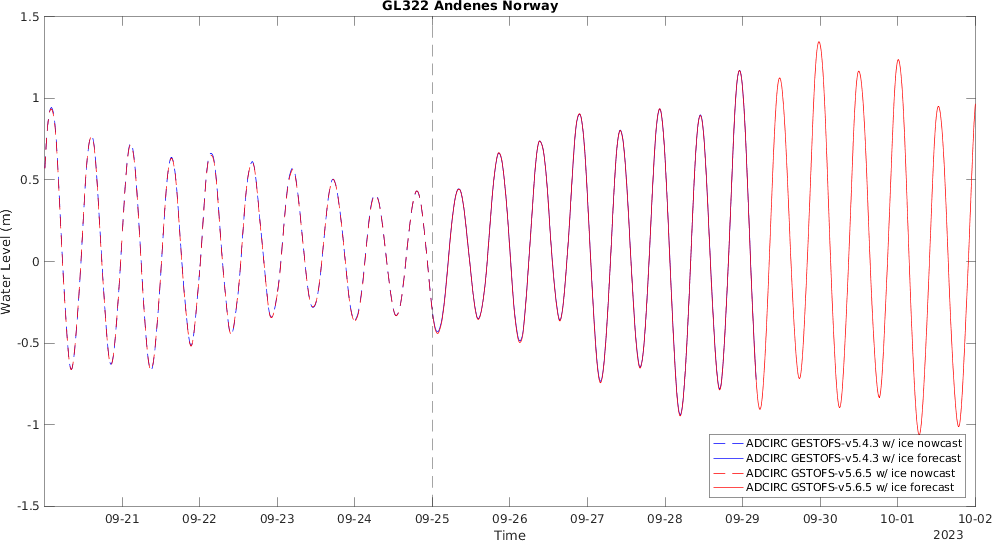 GL322 Andenes Norway
1.5
1
0.5
0
-0.5
-1
-1.5
Water Level (m)
ADCIRC GESTOFS-v5.4.3 w/ ice nowcast
ADCIRC GESTOFS-v5.4.3 w/ ice forecast
ADCIRC GSTOFS-v5.6.5 w/ ice nowcast
ADCIRC GSTOFS-v5.6.5 w/ ice forecast
09-21 09-22 09-23 09-24 09-25 09-26 09-27 09-28 09-29 09-30 10-01 10-02
Time
2023